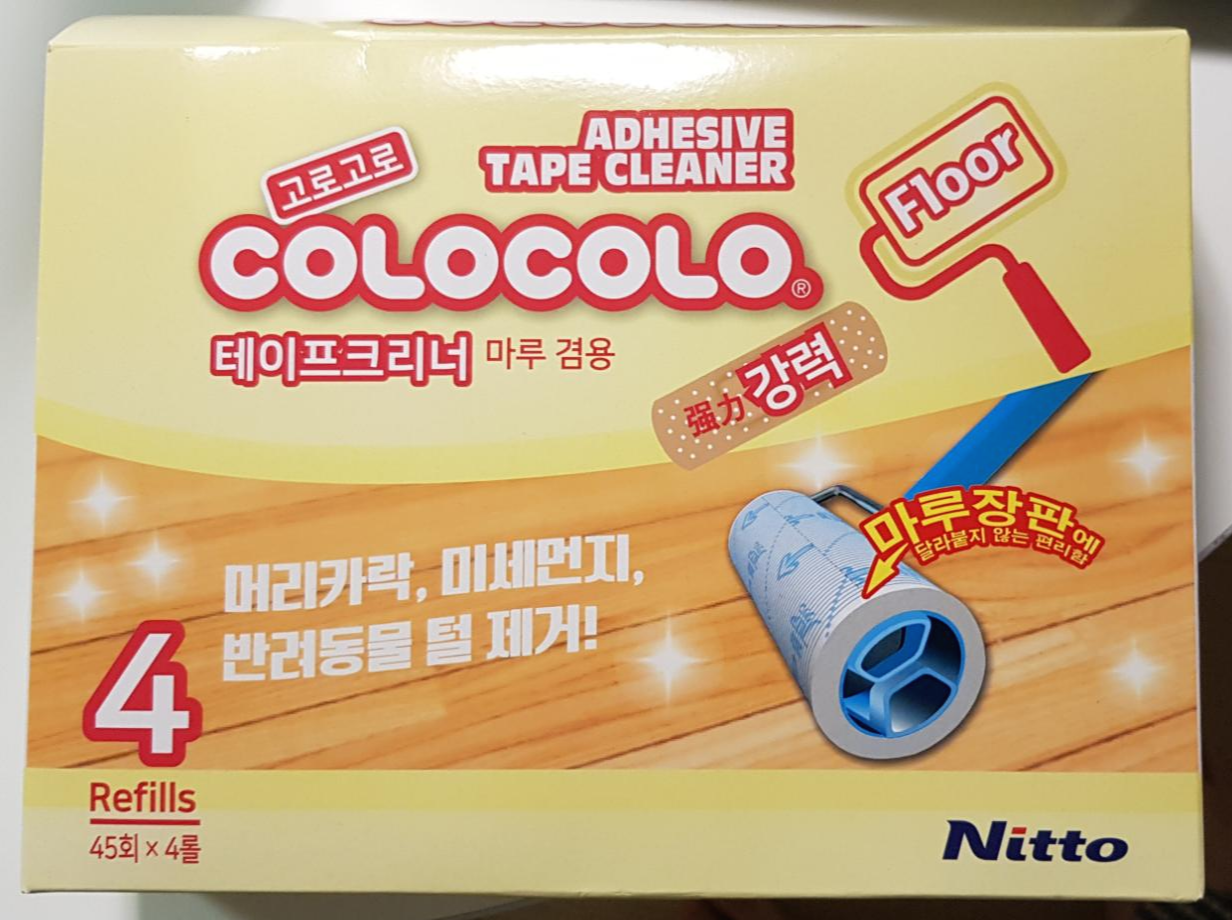 ADHESIVE
TAPE CLEANER
고로고로
COLOCOLO®
Floor
테이프크리너 마루 겸용
强力 강력
마루장판에
달라붙지 않는 편리함
머리카락, 미세먼지,
반려동물 털 제거!
4
Refills
45회 × 4롤
Nitto